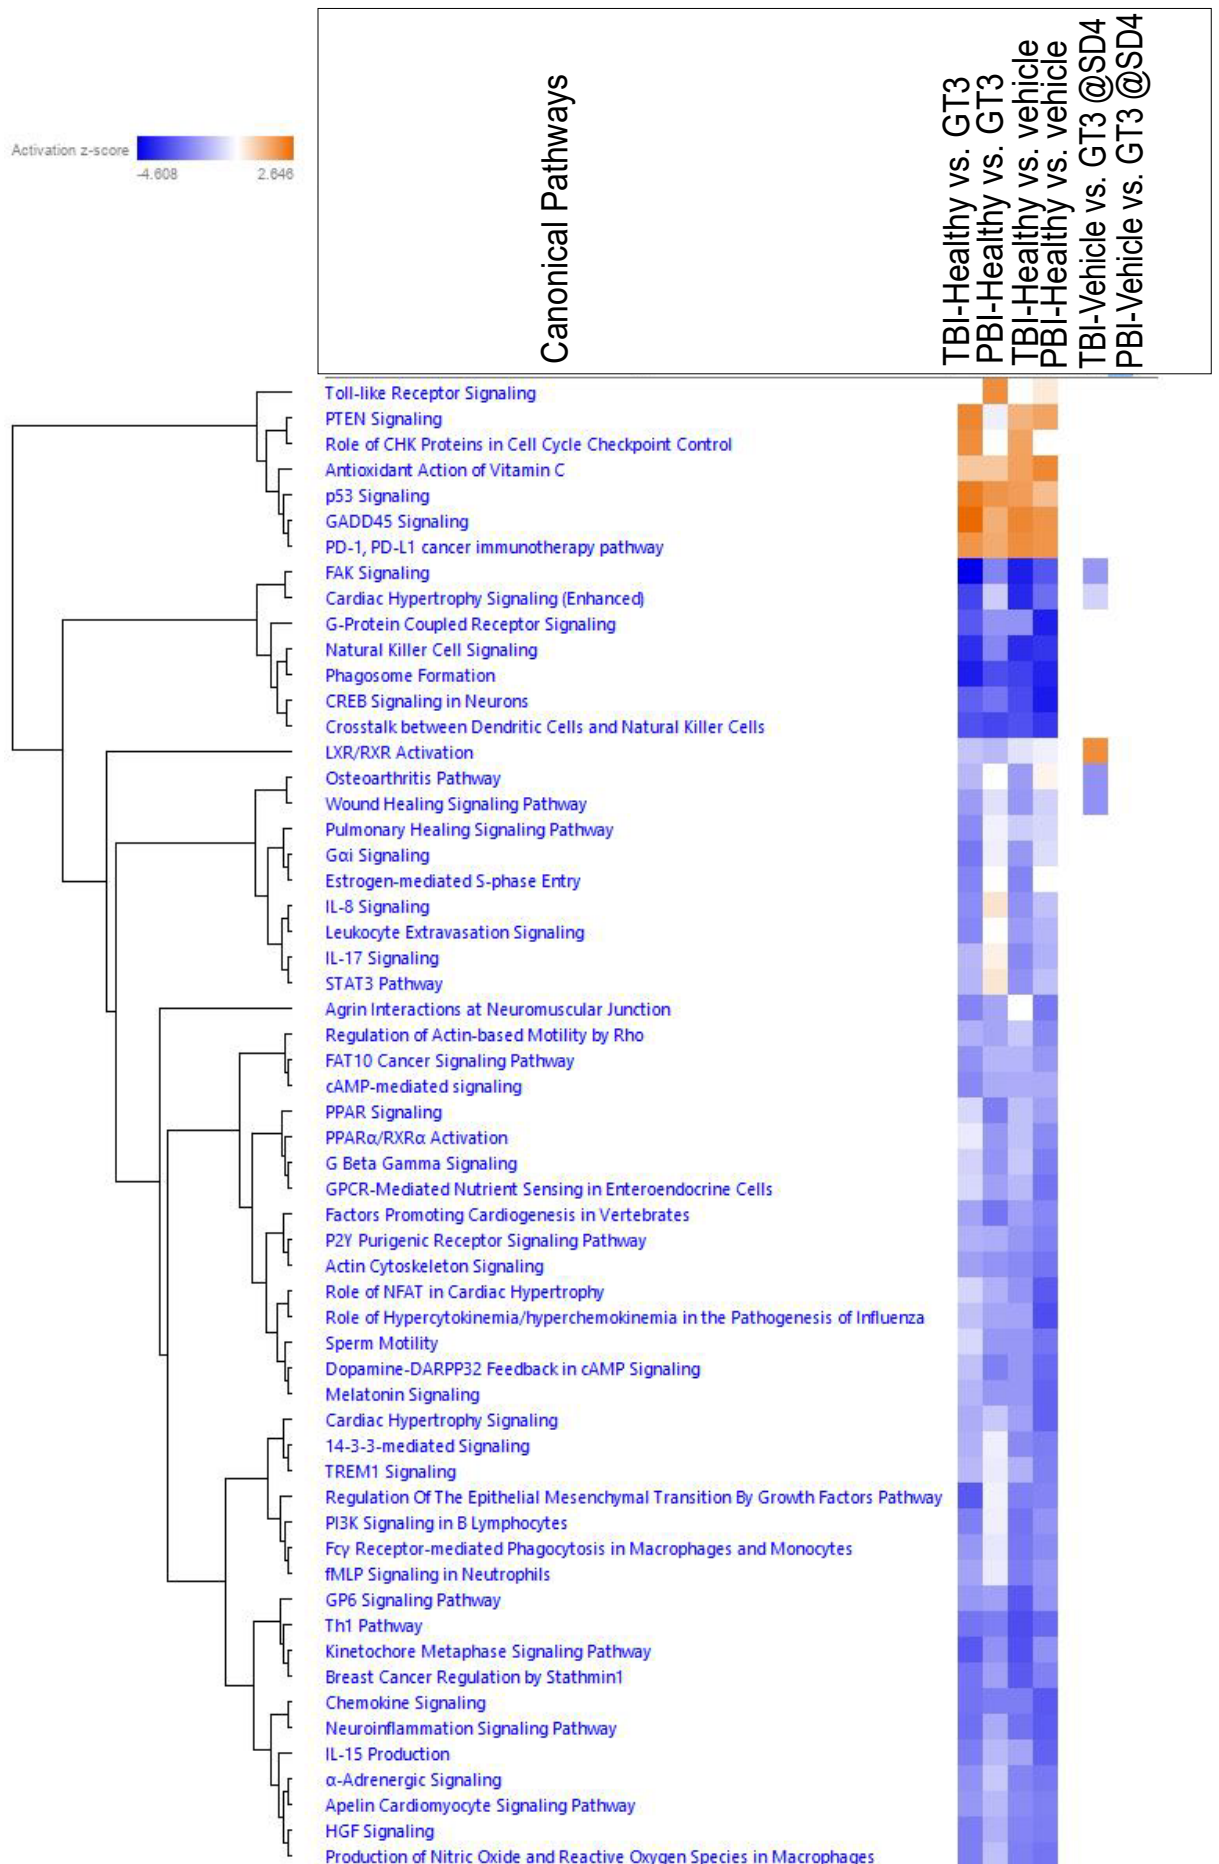 Activation z-score
-4.608
2.646
Canonical Pathways
TBI-Healthy vs. GT3
PBI-Healthy vs. GT3
TBI-Healthy vs. vehicle
PBI-Healthy vs. vehicle
TBI-Vehicle vs. GT3 @SD4
PBI-Vehicle vs. GT3 @SD4
Toll-like Receptor Signaling
PTEN Signaling
Role of CHK Proteins in Cell Cycle Checkpoint Control
Antioxidant Action of Vitamin C
p53 Signaling
GADD45 Signaling
PD-1, PD-L1 cancer immunotherapy pathway
FAK Signaling
Cardiac Hypertrophy Signaling (Enhanced)
G-Protein Coupled Receptor Signaling
Natural Killer Cell Signaling
Phagosome Formation
CREB Signaling in Neurons
Crosstalk between Dendritic Cells and Natural Killer Cells
LXR/RXR Activation
Osteoarthritis Pathway
Wound Healing Signaling Pathway
Pulmonary Healing Signaling Pathway
Gαi Signaling
Estrogen-mediated S-phase Entry
IL-8 Signaling
Leukocyte Extravasation Signaling
IL-17 Signaling
STAT3 Pathway
Agrin Interactions at Neuromuscular Junction
Regulation of Actin-based Motility by Rho
FAT10 Cancer Signaling Pathway
cAMP-mediated signaling
PPAR Signaling
PPARα/RXRα Activation
G Beta Gamma Signaling
GPCR-Mediated Nutrient Sensing in Enteroendocrine Cells
Factors Promoting Cardiogenesis in Vertebrates
P2Y Purigenic Receptor Signaling Pathway
Actin Cytoskeleton Signaling
Role of NFAT in Cardiac Hypertrophy
Role of Hypercytokinemia/hyperchemokinemia in the Pathogenesis of Influenza
Sperm Motility
Dopamine-DARPP32 Feedback in cAMP Signaling
Melatonin Signaling
Cardiac Hypertrophy Signaling
14-3-3-mediated Signaling
TREM1 Signaling
Regulation Of The Epithelial Mesenchymal Transition By Growth Factors Pathway
PI3K Signaling in B Lymphocytes
Fcγ Receptor-mediated Phagocytosis in Macrophages and Monocytes
fMLP Signaling in Neutrophils
GP6 Signaling Pathway
Th1 Pathway
Kinetochore Metaphase Signaling Pathway
Breast Cancer Regulation by Stathmin1
Chemokine Signaling
Neuroinflammation Signaling Pathway
IL-15 Production
α-Adrenergic Signaling
Apelin Cardiomyocyte Signaling Pathway
HGF Signaling
Production of Nitric Oxide and Reactive Oxygen Species in Macrophages